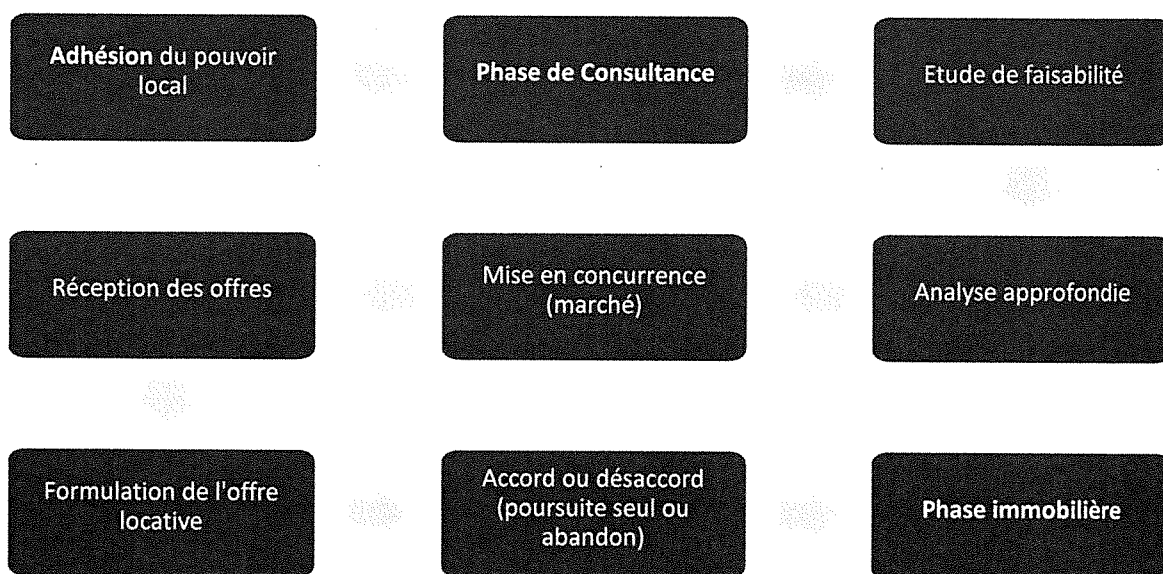 Adhésion du pouvoir
local
Phase de Consultance
Etude de faisabilité
Réception des offres
Mise en concurrence
(marché)
Analyse approfondie
Formulation de l'offre
locative
Accord ou désaccord
(poursuite seul ou
abandon)
Phase immobilière